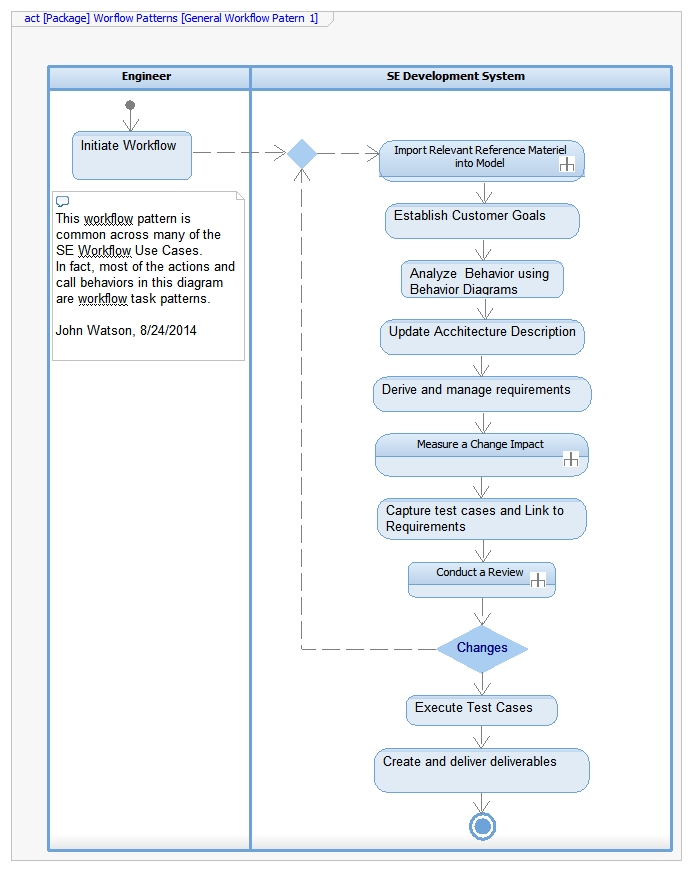 act [Package] Worflow Patterns [General Workflow Patern 1]
Engineer
SE Development System
Initiate Workflow
This workflow pattern is
common across many of the
SE Workflow Use Cases.
In fact, most of the actions and
call behaviors in this diagram
are workflow task patterns.
John Watson, 8/24/2014
Import Relevant Reference Materiel
into Model
Establish Customer Goals
Analyze Behavior using
Behavior Diagrams
Update Acchitecture Description
Derive and manage requirements
Measure a Change Impact
Capture test cases and Link to
Requirements
Conduct a Review
Changes
Execute Test Cases
Create and deliver deliverables